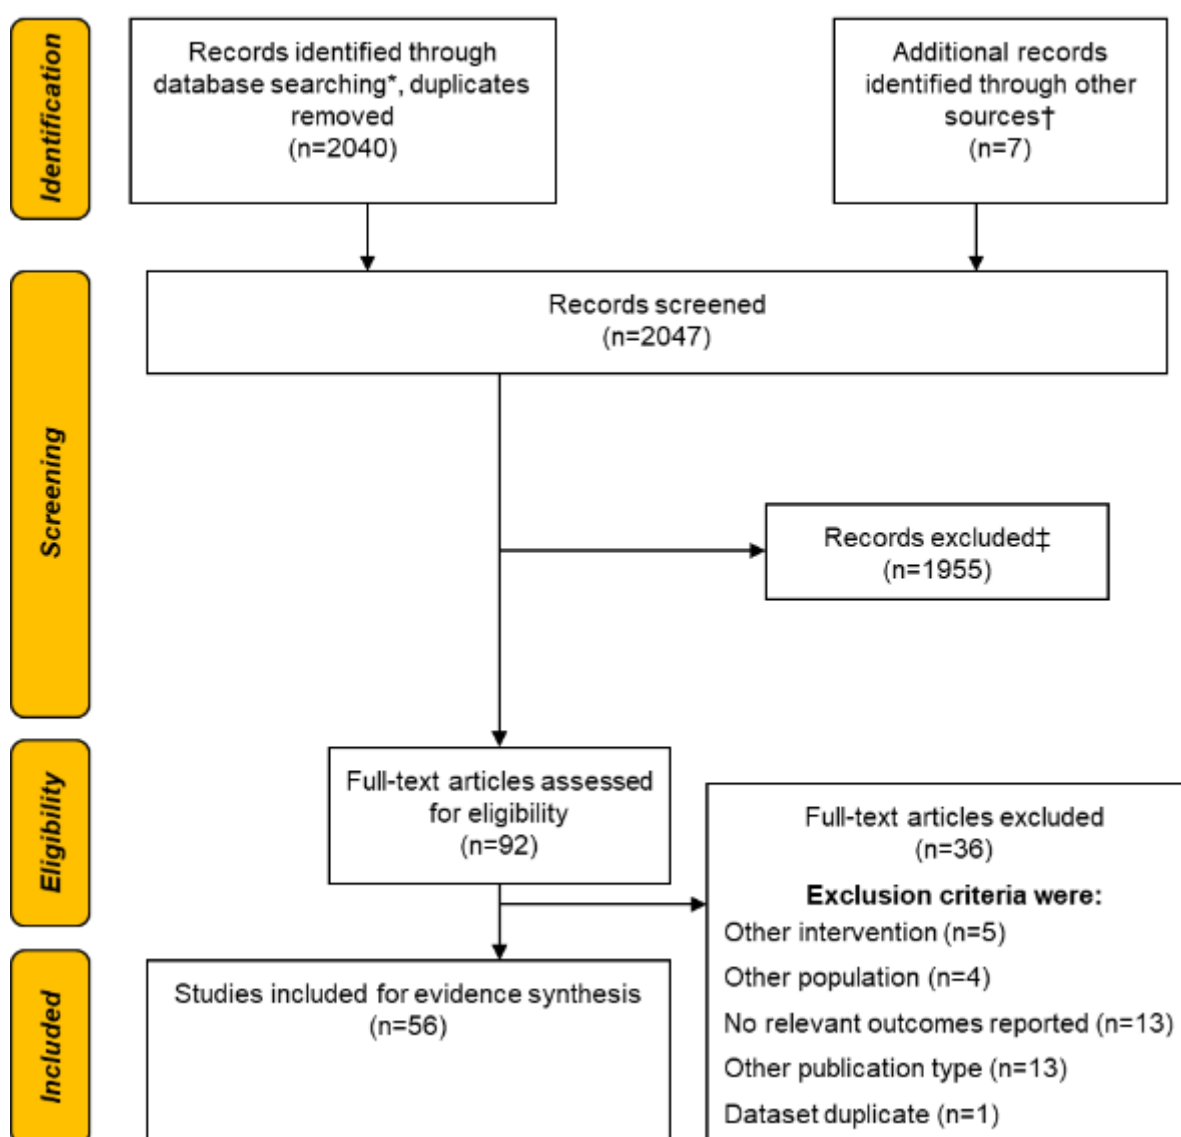 Identification
Records identified through
database searching*, duplicates
removed
(n=2040)
Additional records
identified through other
sources†
(n=7)
Screening
Records screened
(n=2047)
Records excluded‡
(n=1955)
Eligibility
Full-text articles assessed
for eligibility
(n=92)
Full-text articles excluded
(n=36)
Exclusion criteria were:
Other intervention (n=5)
Other population (n=4)
No relevant outcomes reported (n=13)
Other publication type (n=13)
Dataset duplicate (n=1)
Included
Studies included for evidence synthesis
(n=56)